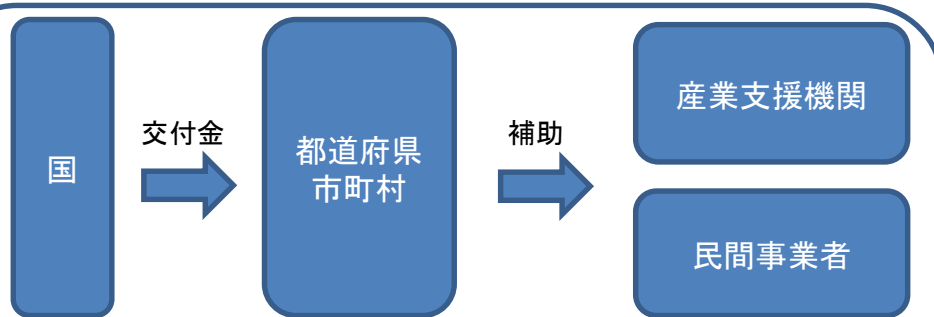 国
交付金
都道府県
市町村
補助
産業支援機関
民間事業者